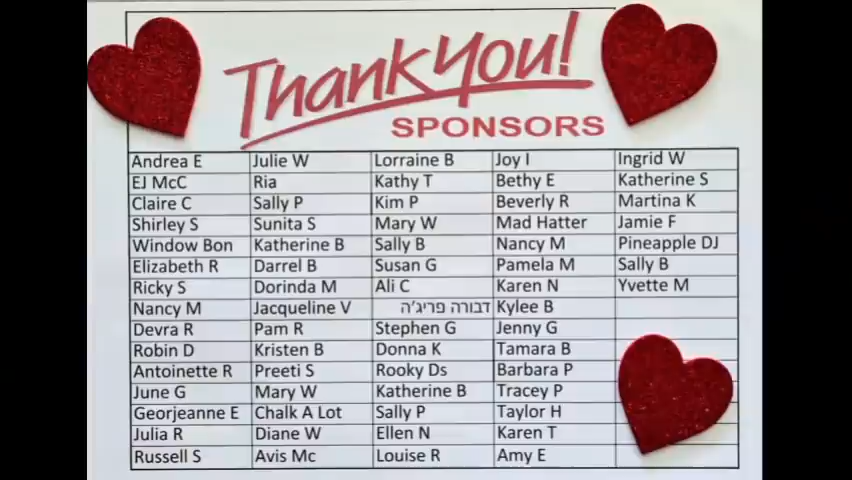 Thank you!
SPONSORS
Andrea E Julie W Lorraine B Joy I Ingrid W
EJ McC Ria Kathy T Bethy E Katherine S
Claire C Sally P Kim P Beverly R Martina K
Shirley S Sunita S Mary W Mad Hatter Jamie F
Window Bon Katherine B Sally B Nancy M Pineapple DJ
Elizabeth R Darrel B Susan G Pamela M Sally B
Ricky S Dorinda M Ali C Karen N Yvette M
Nancy M Jacqueline V דבורה פריג'ה Kylee B
Devra R Pam R Stephen G Jenny G
Robin D Kristen B Donna K Tamara B
Antoinette R Preeti S Rooky Ds Barbara P
June G Mary W Katherine B Tracey P
Georjeanne E Chalk A Lot Sally P Taylor H
Julia R Diane W Ellen N Karen T
Russell S Avis Mc Louise R Amy E